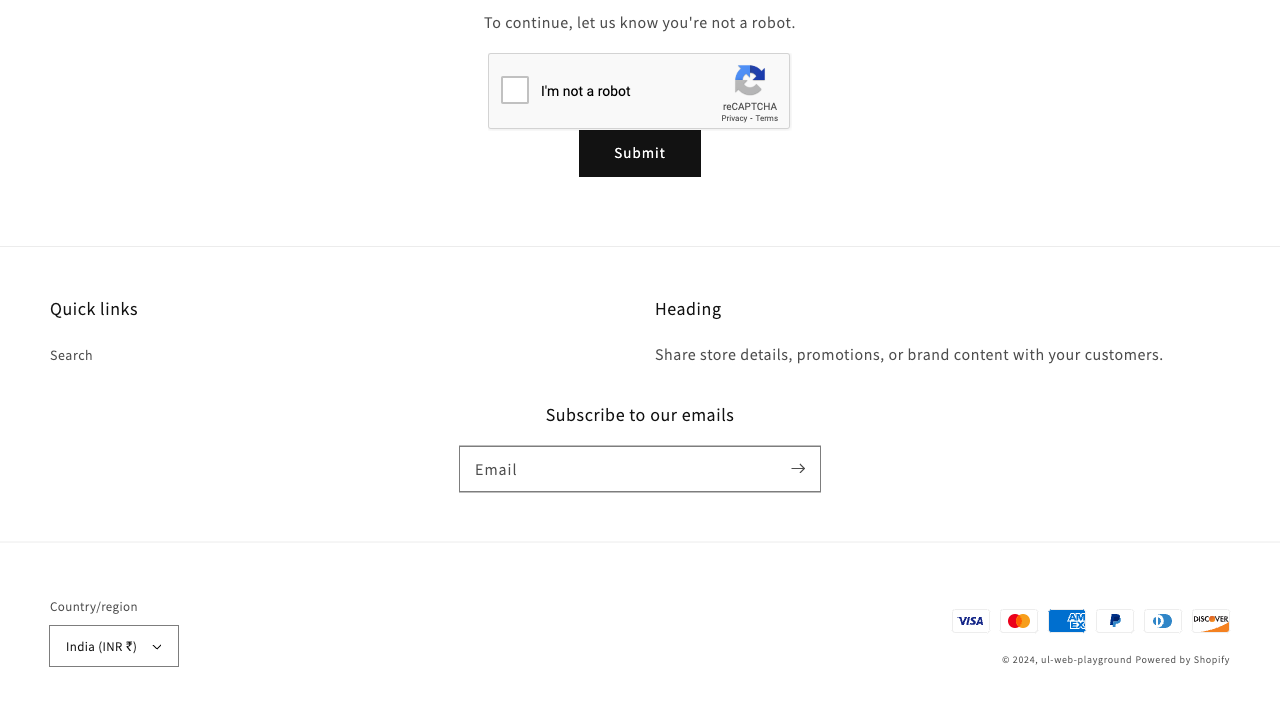 To continue, let us know you're not a robot.
I'm not a robot
reCAPTCHA
Privacy - Terms
Submit
Quick links
Search
Heading
Share store details, promotions, or brand content with your customers.
Subscribe to our emails
Email
Country/region
India (INR ₹)
VISA
AM
EX
DISCOVER
© 2024, ul-web-playground Powered by Shopify